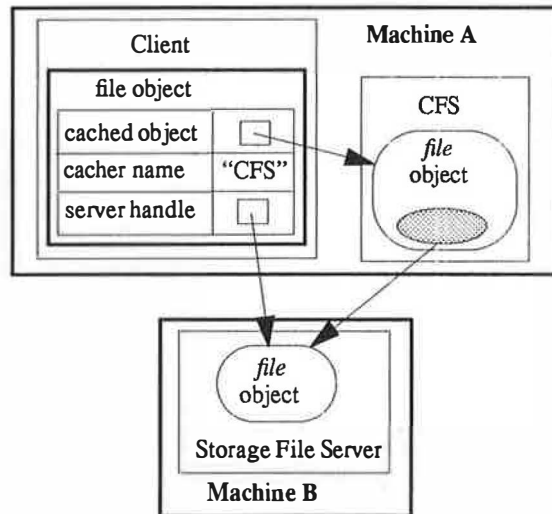 Machine A
Client
file object
cached object
cacher name
"CFS"
server handle
CFS
file
object
file
object
Storage File Server
Machine B